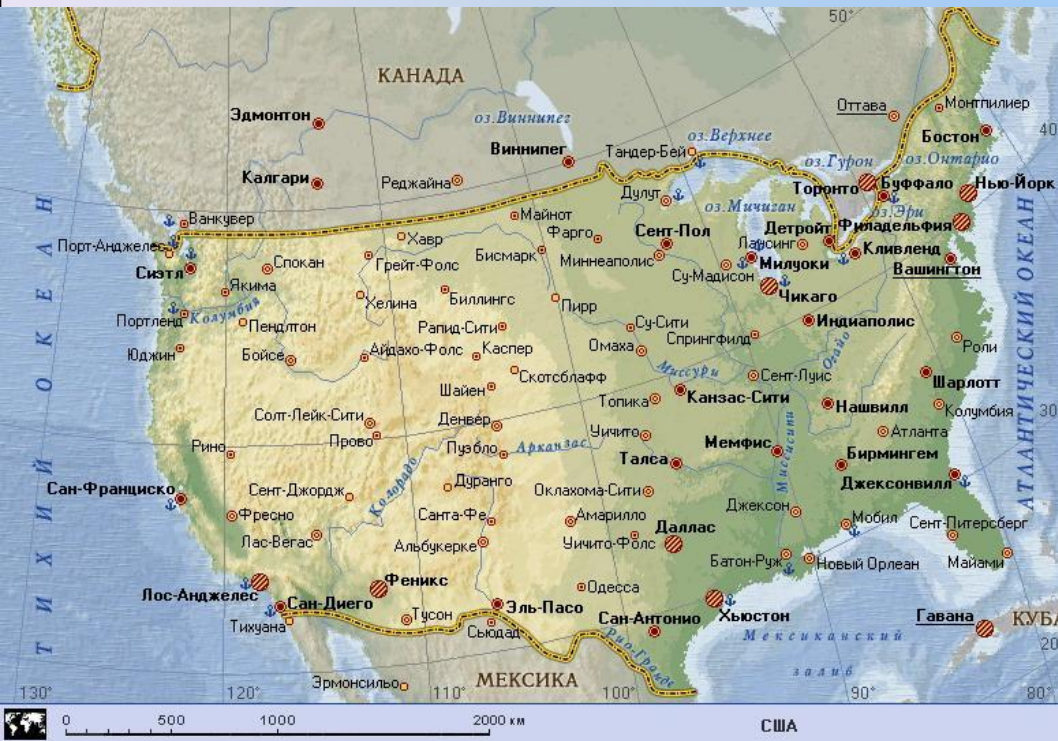 50°
КАНАДА
Эдмонтон
оз.Виннипег
Оттава
Монтпилиер
40
оз.Верхнее
Бостон
Виннипег
Тандер-Бей
оз.Гурон
оз.Онтарио
Калгари
Реджайна
Дулут
Торонто
Буффало
Нью-Йорк
оз.Мичиган
оз.Эри
Ванкувер
Майнот
Филадельфия
Порт-Анджелес
Хавр
Фарго
Сент-Пол
Детройт
Лансинг
Кливленд
Сиэтл
Спокан
Грейт-Фолс
Бисмарк
Миннеаполис
Су-Мадисон
Милуоки
Вашингтон
Якима
Хелина
Биллингс
Пирр
Чикаго
Портленд
Колумбия
Пендлтон
Рапид-Сити
Су-Сити
Спрингфилд
Индиаполис
Юджин
Бойсе
Айдахо-Фолс
Каспер
Омаха
Огайо
Роли
Скотсблафф
Миссури
Сент-Луис
Шарлотт
Шайен
Топика
Канзас-Сити
Нашвилл
Колумбия
30
Солт-Лейк-Сити
Денвер
Прово
Уичито
Атланта
Рино
Пуэбло
Арканзас
Мемфис
Бирмингем
Талса
Миссисипи
Колорадо
Джексонвилл
Сан-Франциско
Сент-Джордж
Дуранго
Оклахома-Сити
Фресно
Санта-Фе
Амарилло
Джексон
Мобил
Сент-Питерсберг
Лас-Вегас
Альбукерке
Уичито-Фолс
Даллас
Батон-Руж
Новый Орлеан
Майами
Лос-Анджелес
Феникс
Одесса
Сан-Диего
Тусон
Эль-Пасо
Сан-Антонио
Хьюстон
Гавана
КУБА
Тихуана
Сьюдад
Рио-Гранде
Мексиканский
залив
20
ТИХИЙ ОКЕАН
АТЛАНТИЧЕСКИЙ ОКЕАН
МЕКСИКА
Эрмонсильо
130°
120°
110°
100°
90°
80°
0 500 1000 2000 км
США